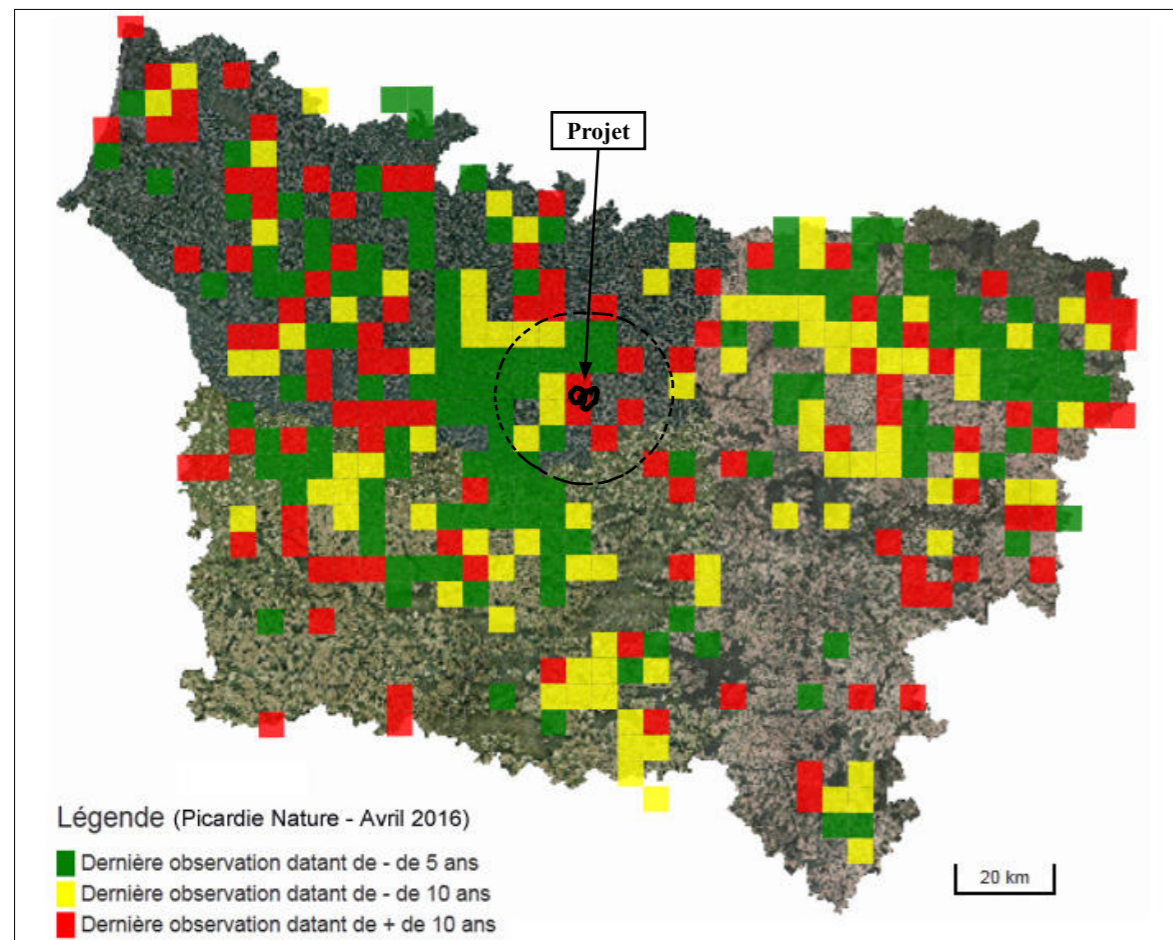 Projet
Légende (Picardie Nature - Avril 2016)
Dernière observation datant de - de 5 ans
Dernière observation datant de - de 10 ans
Dernière observation datant de + de 10 ans
20 km